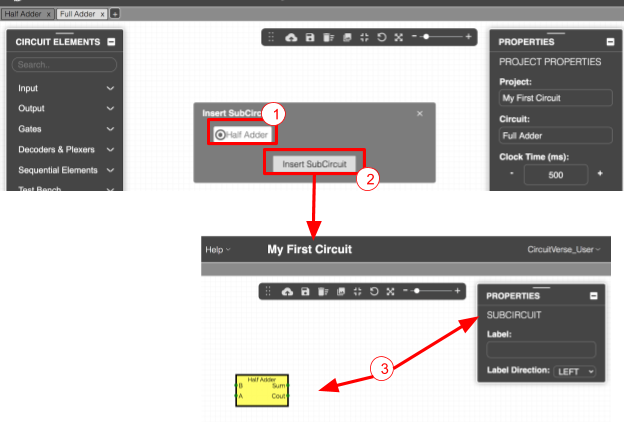 Half Adder x Full Adder x +
CIRCUIT ELEMENTS
Search..
Input
Output
Gates
Decoders & Plexers
Sequential Elements
Test Bench
Insert SubCirc
×
1
Half Adder
Insert SubCircuit
2
PROPERTIES
PROJECT PROPERTIES
Project:
My First Circuit
Circuit:
Full Adder
Clock Time (ms):
- 500 +
Help My First Circuit CircuitVerse_User
PROPERTIES
SUBCIRCUIT
Label:
Label Direction: LEFT
3
Half Adder
B Sum
A Cout